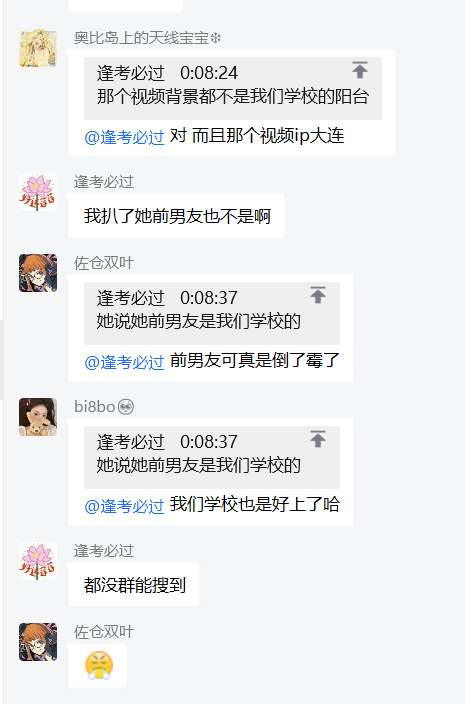 奥比岛上的天线宝宝❄
逢考必过 0:08:24
那个视频背景都不是我们学校的阳台
@逢考必过 对 而且那个视频ip大连
逢考必过
我扒了她前男友也不是啊
佐仓双叶
逢考必过 0:08:37
她说她前男友是我们学校的
@逢考必过 前男友可真是倒了霉了
bi8bo
逢考必过 0:08:37
她说她前男友是我们学校的
@逢考必过 我们学校也是好上了哈
逢考必过
都没群能搜到
佐仓双叶